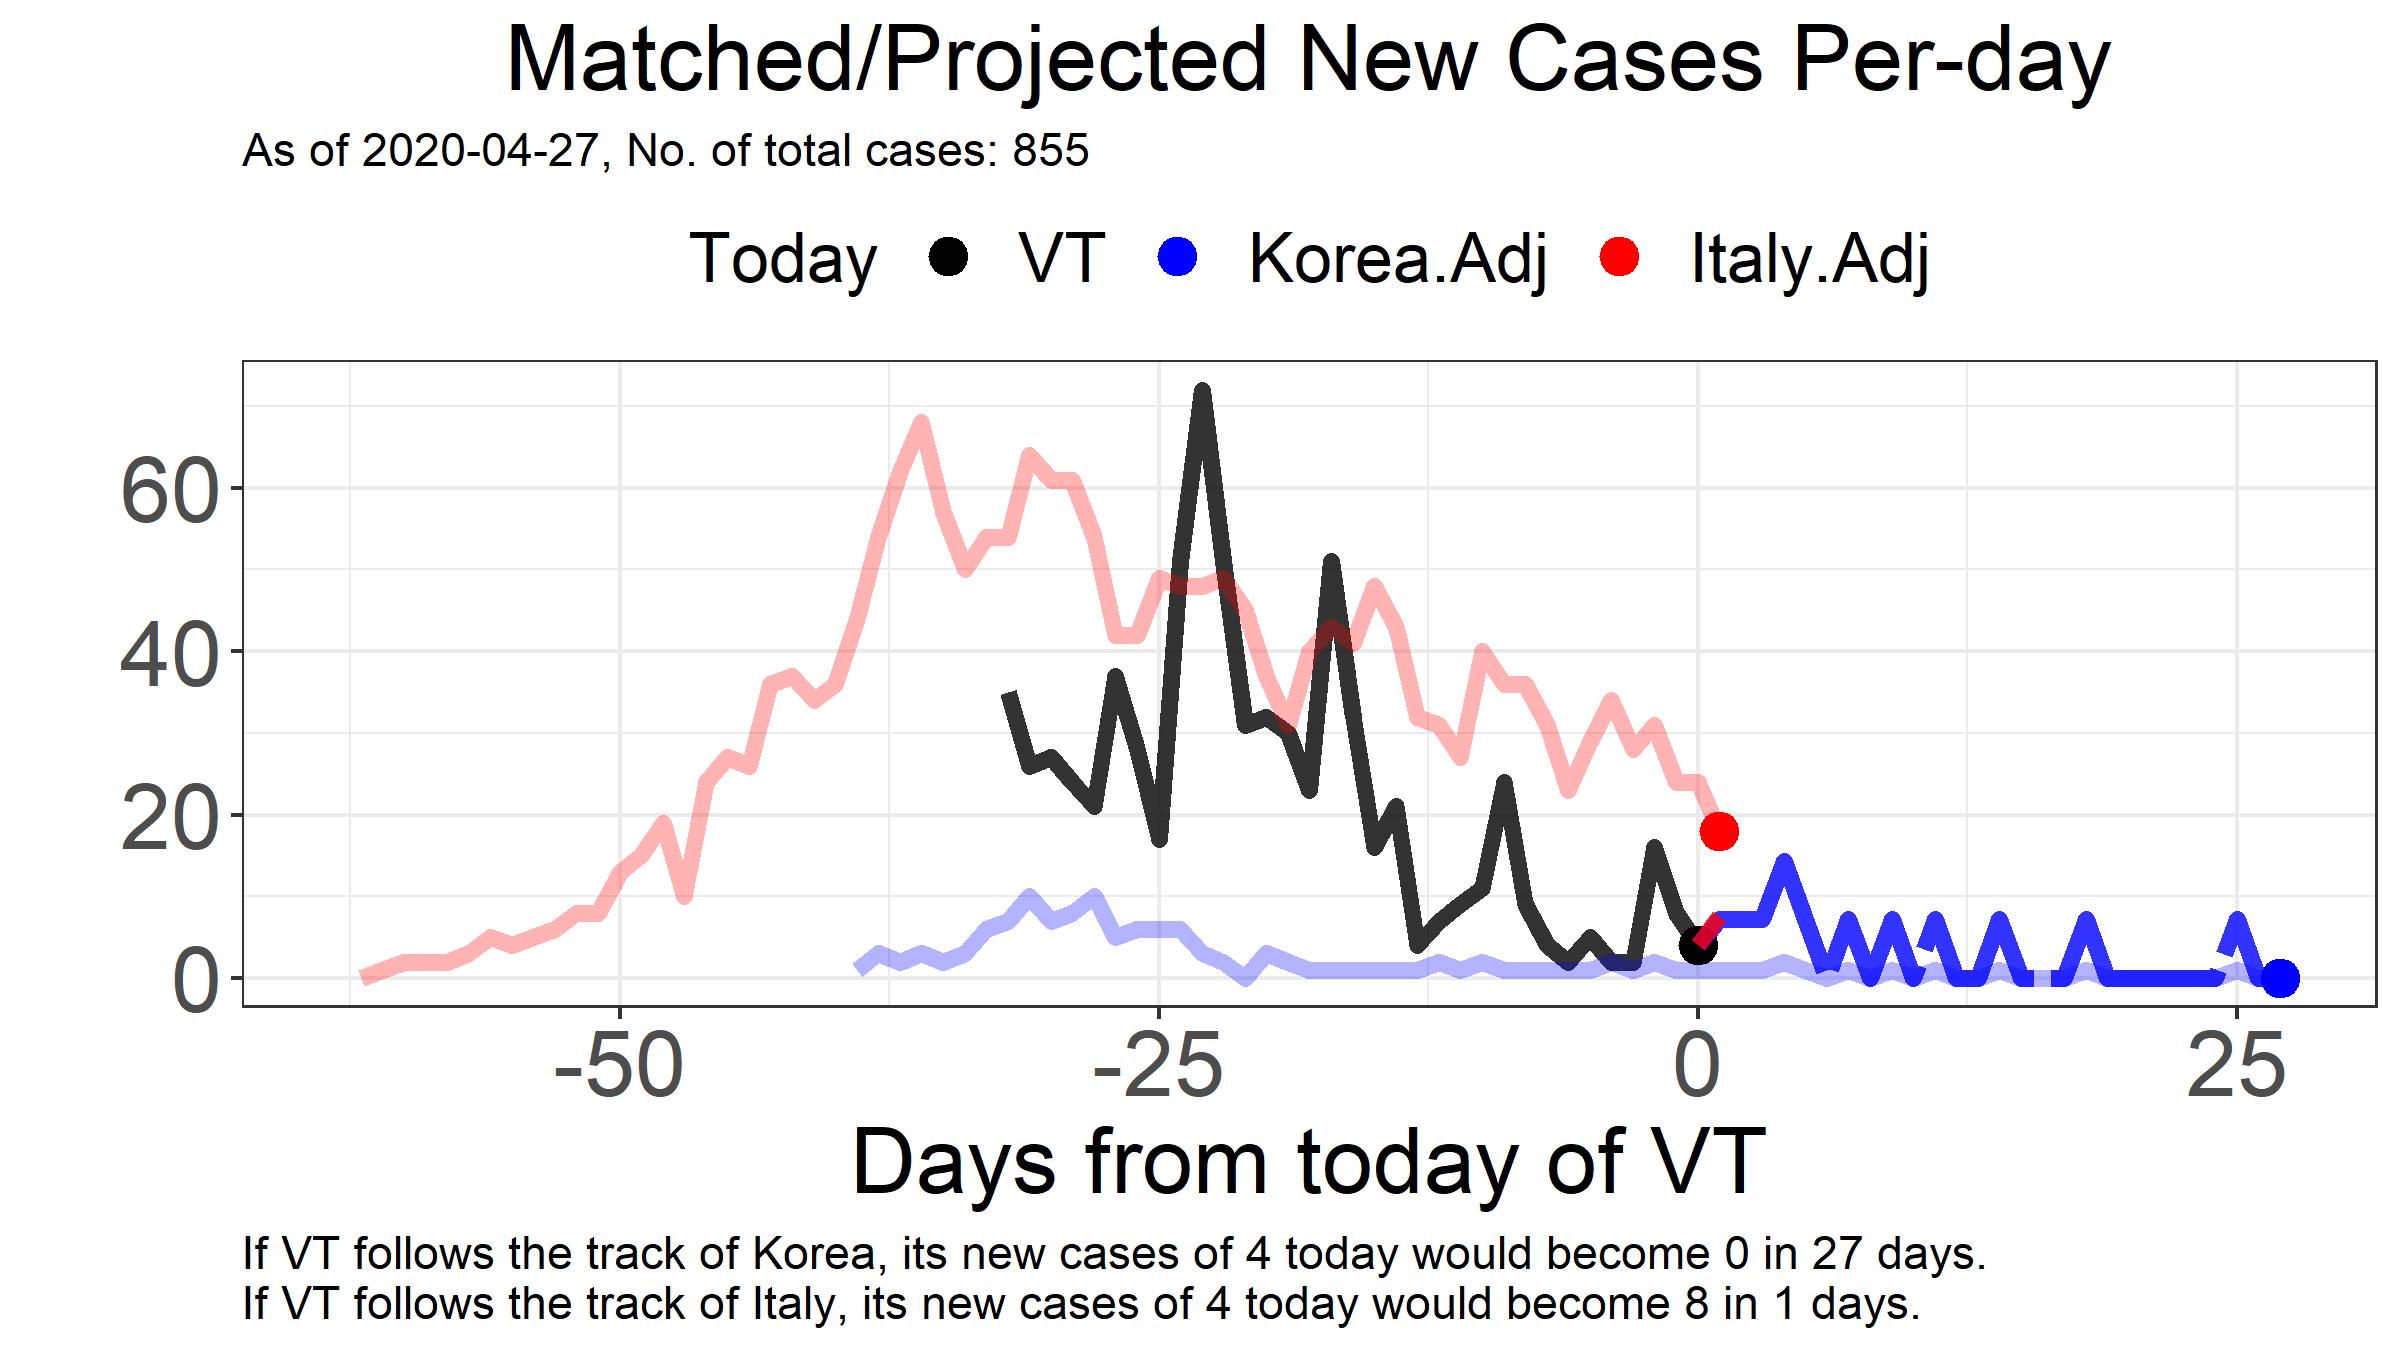 Matched/Projected New Cases Per-day
As of 2020-04-27, No. of total cases: 855
Today VT Korea.Adj Italy.Adj
60
40
20
0
-50 -25 0 25
Days from today of VT
If VT follows the track of Korea, its new cases of 4 today would become 0 in 27 days.
If VT follows the track of Italy, its new cases of 4 today would become 8 in 1 days.